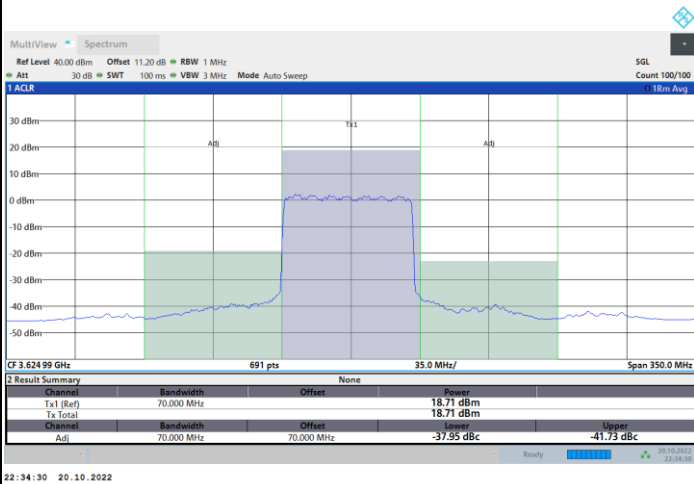 MultiView Spectrum
Ref Level 40.00 dBm Offset 11.20 dB RBW 1 MHz SGL
Att 30 dB SWT 100 ms VBW 3 MHz Mode Auto Sweep Count 100/100
1 ACLR 1Rm Avg
30 dBm
Tx1
20 dBm
Adj Adj
10 dBm
0 dBm
-10 dBm
-20 dBm
-30 dBm
-40 dBm
-50 dBm
CF 3.624 99 GHz 691 pts 35.0 MHz/ Span 350.0 MHz
2 Result Summary None
Channel Bandwidth Offset Power
Tx1 (Ref) 70.000 MHz 18.71 dBm
Tx Total 18.71 dBm
Channel Bandwidth Offset Lower Upper
Adj 70.000 MHz 70.000 MHz -37.95 dBc -41.73 dBc
Ready 20.10.2022
22:34:30
22:34:30 20.10.2022